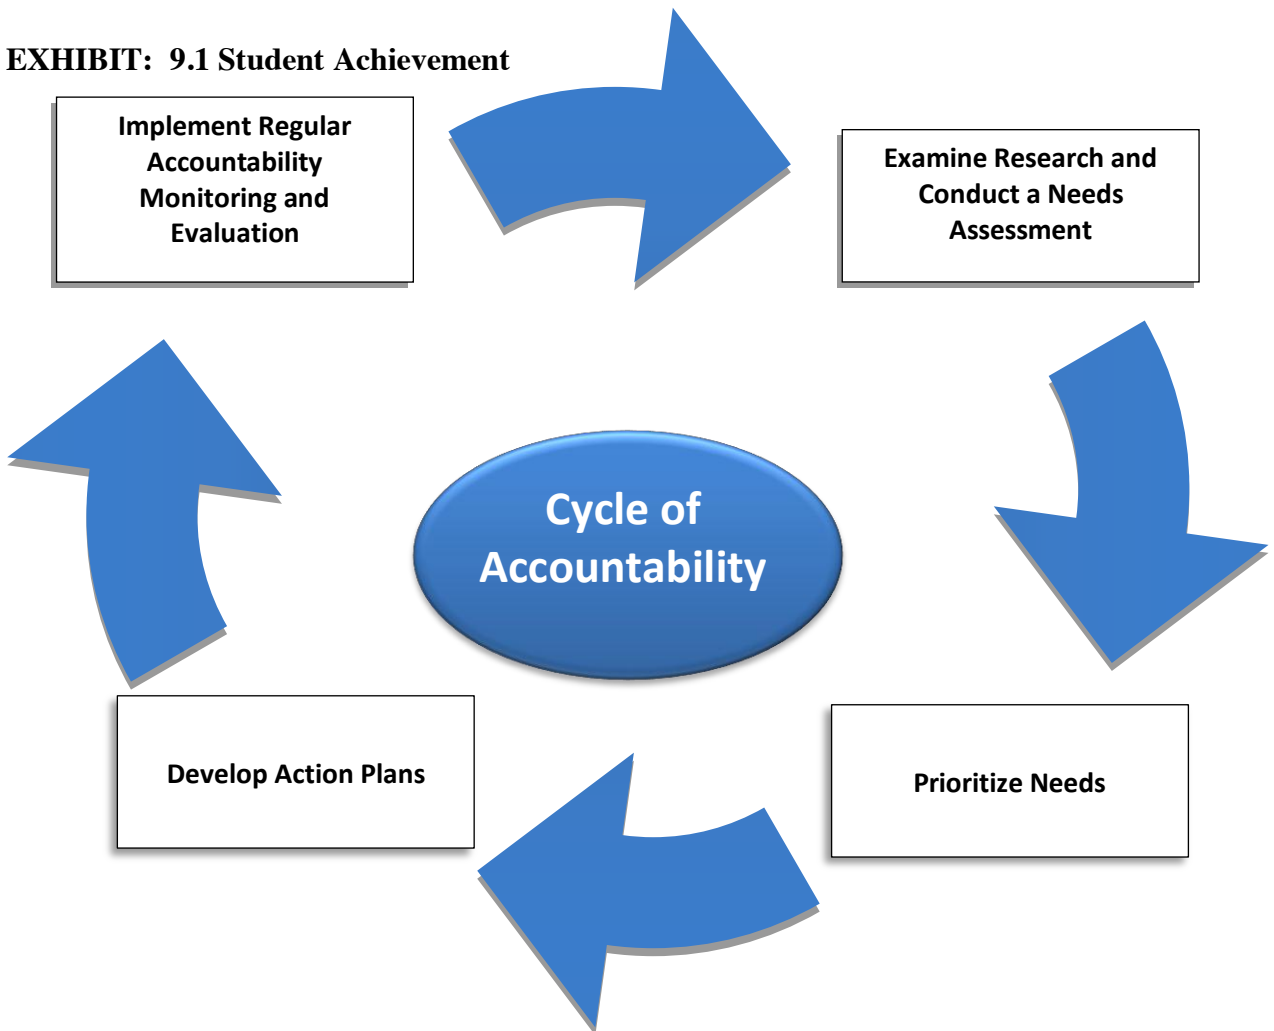 EXHIBIT: 9.1 Student Achievement
Implement Regular
Accountability
Monitoring and
Evaluation
Examine Research and
Conduct a Needs
Assessment
Cycle of
Accountability
Develop Action Plans
Prioritize Needs